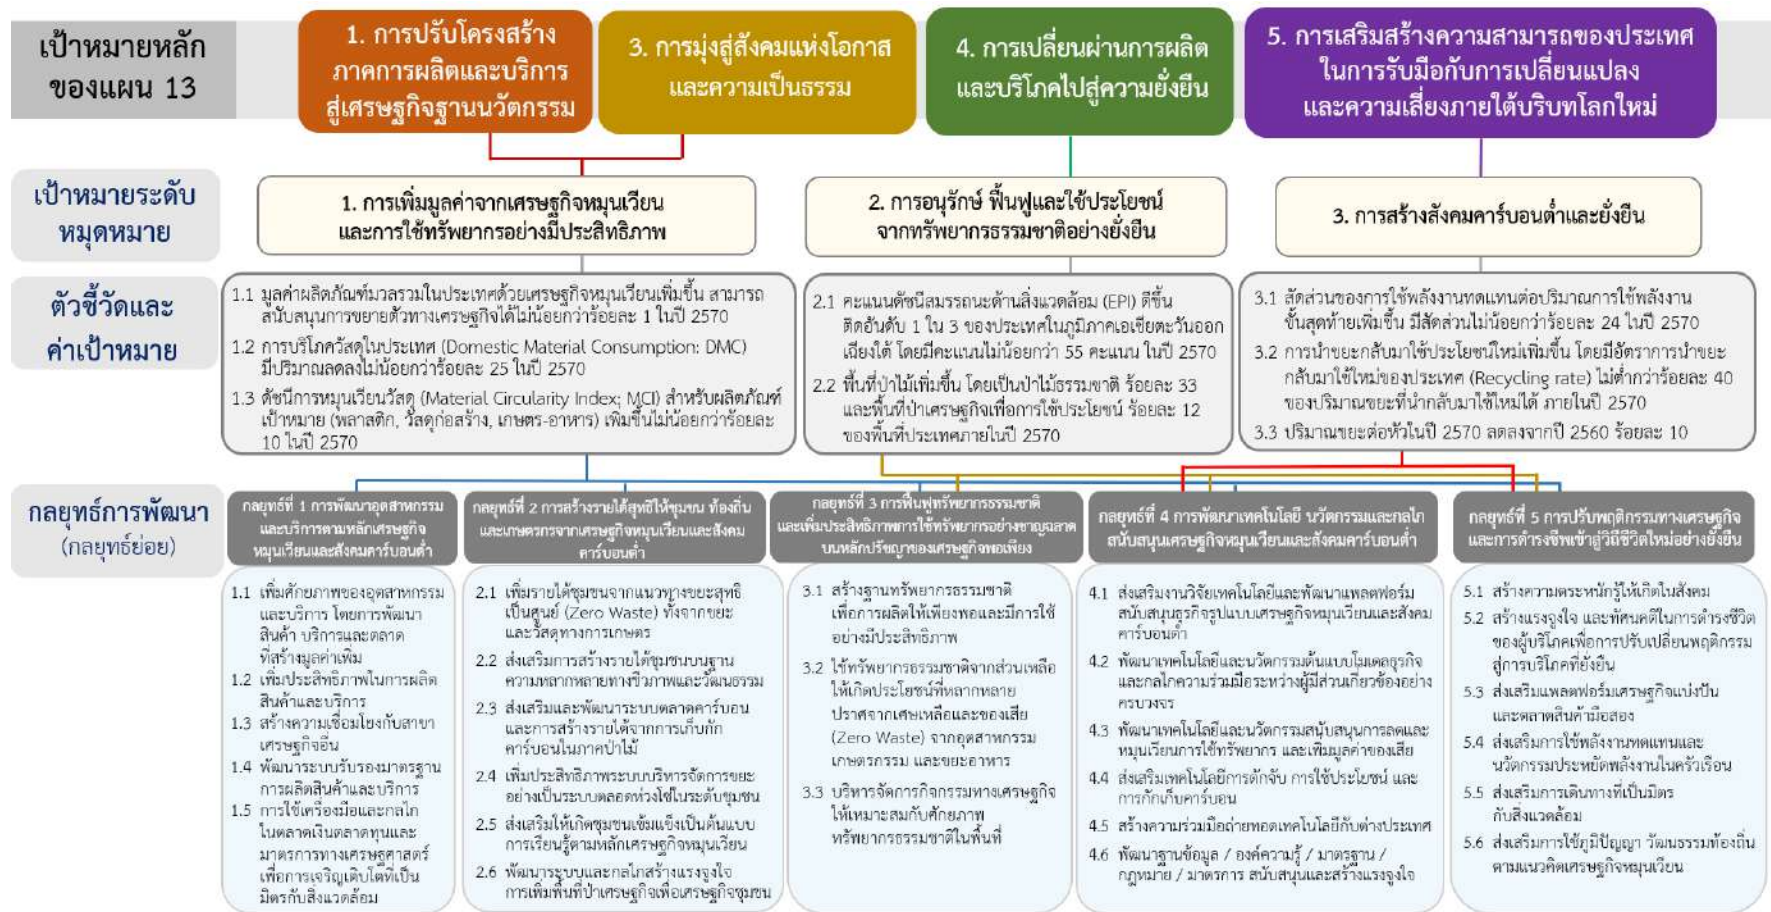 เป้าหมายหลัก
ของแผน 13
1. การปรับโครงสร้าง
ภาคการผลิตและบริการ
สู่เศรษฐกิจฐานนวัตกรรม
3. การมุ่งสู่สังคมแห่งโอกาส
และความเป็นธรรม
4. การเปลี่ยนผ่านการผลิต
และบริโภคไปสู่ความยั่งยืน
5. การเสริมสร้างความสามารถของประเทศ
ในการรับมือกับการเปลี่ยนแปลง
และความเสี่ยงภายใต้บริบทโลกใหม่
เป้าหมายระดับ
หมุดหมาย
1. การเพิ่มมูลค่าจากเศรษฐกิจหมุนเวียน
และการใช้ทรัพยากรอย่างมีประสิทธิภาพ
2. การอนุรักษ์ ฟื้นฟูและใช้ประโยชน์
จากทรัพยากรธรรมชาติอย่างยั่งยืน
3. การสร้างสังคมคาร์บอนต่ำและยั่งยืน
ตัวชี้วัดและ
ค่าเป้าหมาย
1.1 มูลค่าผลิตภัณฑ์มวลรวมในประเทศด้วยเศรษฐกิจหมุนเวียนเพิ่มขึ้น สามารถ
สนับสนุนการขยายตัวทางเศรษฐกิจได้ไม่น้อยกว่าร้อยละ 1 ในปี 2570
1.2 การบริโภควัสดุในประเทศ (Domestic Material Consumption: DMC)
มีปริมาณลดลงไม่น้อยกว่าร้อยละ 25 ในปี 2570
1.3 ดัชนีการหมุนเวียนวัสดุ (Material Circularity Index; MCI) สำหรับผลิตภัณฑ์
เป้าหมาย (พลาสติก, วัสดุก่อสร้าง, เกษตร-อาหาร) เพิ่มขึ้นไม่น้อยกว่าร้อยละ
10 ในปี 2570
2.1 คะแนนดัชนีสมรรถนะด้านสิ่งแวดล้อม (EPI) ดีขึ้น
ติดอันดับ 1 ใน 3 ของประเทศในภูมิภาคเอเชียตะวันออก
เฉียงใต้ โดยมีคะแนนไม่น้อยกว่า 55 คะแนน ในปี 2570
2.2 พื้นที่ป่าไม้เพิ่มขึ้น โดยเป็นป่าไม้ธรรมชาติ ร้อยละ 33
และพื้นที่ป่าเศรษฐกิจเพื่อการใช้ประโยชน์ ร้อยละ 12
ของพื้นที่ประเทศภายในปี 2570
3.1 สัดส่วนของการใช้พลังงานทดแทนต่อปริมาณการใช้พลังงาน
ขั้นสุดท้ายเพิ่มขึ้น มีสัดส่วนไม่น้อยกว่าร้อยละ 24 ในปี 2570
3.2 การนำขยะกลับมาใช้ประโยชน์ใหม่เพิ่มขึ้น โดยมีอัตราการนำขยะ
กลับมาใช้ใหม่ของประเทศ (Recycling rate) ไม่ต่ำกว่าร้อยละ 40
ของปริมาณขยะที่นำกลับมาใช้ใหม่ได้ ภายในปี 2570
3.3 ปริมาณขยะต่อหัวในปี 2570 ลดลงจากปี 2560 ร้อยละ 10
กลยุทธ์การพัฒนา
(กลยุทธ์ย่อย)
กลยุทธ์ที่ 1 การพัฒนาอุตสาหกรรม
และบริการตามหลักเศรษฐกิจ
หมุนเวียนและสังคมคาร์บอนต่ำ
กลยุทธ์ที่ 2 การสร้างรายได้สุทธิให้ชุมชน ท้องถิ่น
และเกษตรกรจากเศรษฐกิจหมุนเวียนและสังคม
คาร์บอนต่ำ
กลยุทธ์ที่ 3 การฟื้นฟูทรัพยากรธรรมชาติ
และเพิ่มประสิทธิภาพการใช้ทรัพยากรอย่างชาญฉลาด
บนหลักปรัชญาของเศรษฐกิจพอเพียง
กลยุทธ์ที่ 4 การพัฒนาเทคโนโลยี นวัตกรรมและกลไก
สนับสนุนเศรษฐกิจหมุนเวียนและสังคมคาร์บอนต่ำ
กลยุทธ์ที่ 5 การปรับพฤติกรรมทางเศรษฐกิจ
และการดำรงชีพเข้าสู่วิถีชีวิตใหม่อย่างยั่งยืน
1.1 เพิ่มศักยภาพของอุตสาหกรรม
และบริการ โดยการพัฒนา
สินค้า บริการและตลาด
ที่สร้างมูลค่าเพิ่ม
1.2 เพิ่มประสิทธิภาพในการผลิต
สินค้าและบริการ
1.3 สร้างความเชื่อมโยงกับสาขา
เศรษฐกิจอื่น
1.4 พัฒนาระบบรับรองมาตรฐาน
การผลิตสินค้าและบริการ
1.5 การใช้เครื่องมือและกลไก
ในตลาดเงินตลาดทุนและ
มาตรการทางเศรษฐศาสตร์
เพื่อการเจริญเติบโตที่เป็น
มิตรกับสิ่งแวดล้อม
2.1 เพิ่มรายได้ชุมชนจากแนวทางขยะสุทธิ
เป็นศูนย์ (Zero Waste) ทั้งจากขยะ
และวัสดุทางการเกษตร
2.2 ส่งเสริมการสร้างรายได้ชุมชนบนฐาน
ความหลากหลายทางชีวภาพและวัฒนธรรม
2.3 ส่งเสริมและพัฒนาระบบตลาดคาร์บอน
และการสร้างรายได้จากการเก็บกัก
คาร์บอนในภาคป่าไม้
2.4 เพิ่มประสิทธิภาพระบบบริหารจัดการขยะ
อย่างเป็นระบบตลอดห่วงโซ่ในระดับชุมชน
2.5 ส่งเสริมให้เกิดชุมชนเข้มแข็งเป็นต้นแบบ
การเรียนรู้ตามหลักเศรษฐกิจหมุนเวียน
2.6 พัฒนาระบบและกลไกสร้างแรงจูงใจ
การเพิ่มพื้นที่ป่าเศรษฐกิจเพื่อเศรษฐกิจชุมชน
3.1 สร้างฐานทรัพยากรธรรมชาติ
เพื่อการผลิตให้เพียงพอและมีการใช้
อย่างมีประสิทธิภาพ
3.2 ใช้ทรัพยากรธรรมชาติจากส่วนเหลือ
ให้เกิดประโยชน์ที่หลากหลาย
ปราศจากเศษเหลือและของเสีย
(Zero Waste) จากอุตสาหกรรม
เกษตรกรรม และขยะอาหาร
3.3 บริหารจัดการกิจกรรมทางเศรษฐกิจ
ให้เหมาะสมกับศักยภาพ
ทรัพยากรธรรมชาติในพื้นที่
4.1 ส่งเสริมงานวิจัยเทคโนโลยีและพัฒนาแพลตฟอร์ม
สนับสนุนธุรกิจรูปแบบเศรษฐกิจหมุนเวียนและสังคม
คาร์บอนต่ำ
4.2 พัฒนาเทคโนโลยีและนวัตกรรมต้นแบบโมเดลธุรกิจ
และกลไกความร่วมมือระหว่างผู้มีส่วนเกี่ยวข้องอย่าง
ครบวงจร
4.3 พัฒนาเทคโนโลยีและนวัตกรรมสนับสนุนการลดและ
หมุนเวียนการใช้ทรัพยากร และเพิ่มมูลค่าของเสีย
4.4 ส่งเสริมเทคโนโลยีการดักจับ การใช้ประโยชน์ และ
การกักเก็บคาร์บอน
4.5 สร้างความร่วมมือถ่ายทอดเทคโนโลยีกับต่างประเทศ
4.6 พัฒนาฐานข้อมูล / องค์ความรู้ / มาตรฐาน /
กฎหมาย / มาตรการ สนับสนุนและสร้างแรงจูงใจ
5.1 สร้างความตระหนักรู้ให้เกิดในสังคม
5.2 สร้างแรงจูงใจ และทัศนคติในการดำรงชีวิต
ของผู้บริโภคเพื่อการปรับเปลี่ยนพฤติกรรม
สู่การบริโภคที่ยั่งยืน
5.3 ส่งเสริมแพลตฟอร์มเศรษฐกิจแบ่งปัน
และตลาดสินค้ามือสอง
5.4 ส่งเสริมการใช้พลังงานทดแทนและ
นวัตกรรมประหยัดพลังงานในครัวเรือน
5.5 ส่งเสริมการเดินทางที่เป็นมิตร
กับสิ่งแวดล้อม
5.6 ส่งเสริมการใช้ภูมิปัญญา วัฒนธรรมท้องถิ่น
ตามแนวคิดเศรษฐกิจหมุนเวียน